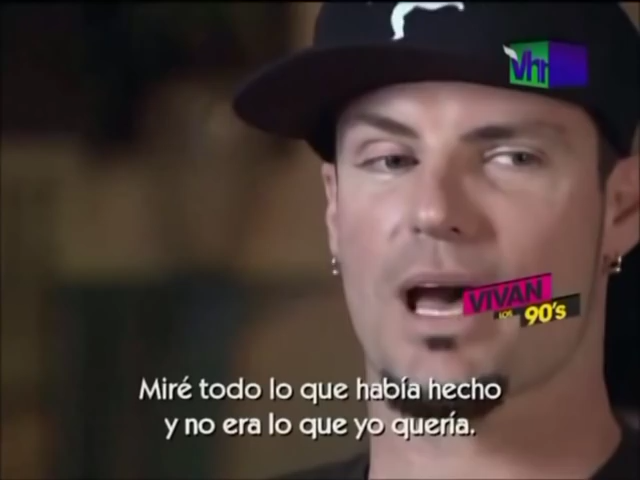 Vh1
VIVAN
LOS 90's
Miré todo lo que había hecho
y no era lo que yo quería.